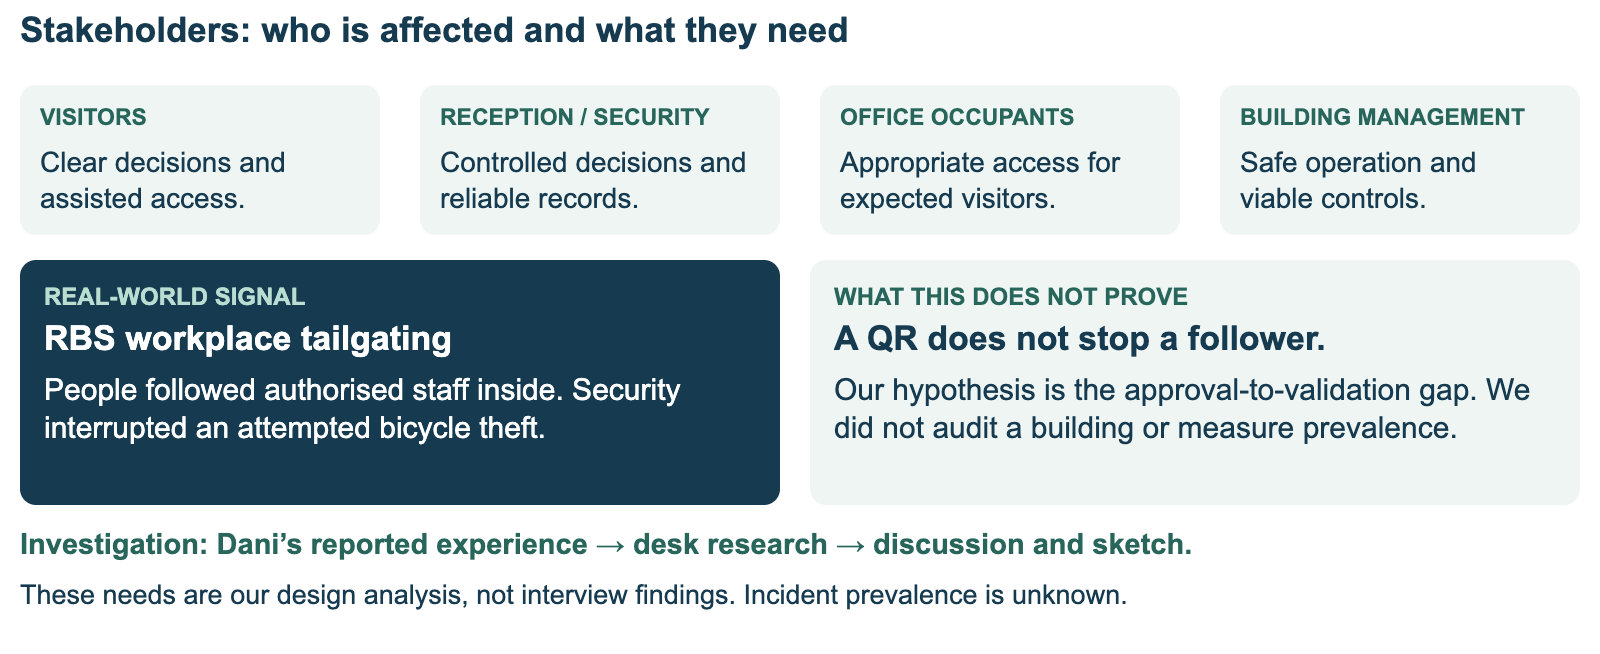 Stakeholders: who is affected and what they need
VISITORS
Clear decisions and
assisted access.
RECEPTION / SECURITY
Controlled decisions and
reliable records.
OFFICE OCCUPANTS
Appropriate access for
expected visitors.
BUILDING MANAGEMENT
Safe operation and
viable controls.
REAL-WORLD SIGNAL
RBS workplace tailgating
People followed authorised staff inside. Security
interrupted an attempted bicycle theft.
WHAT THIS DOES NOT PROVE
A QR does not stop a follower.
Our hypothesis is the approval-to-validation gap. We
did not audit a building or measure prevalence.
Investigation: Dani’s reported experience → desk research → discussion and sketch.
These needs are our design analysis, not interview findings. Incident prevalence is unknown.